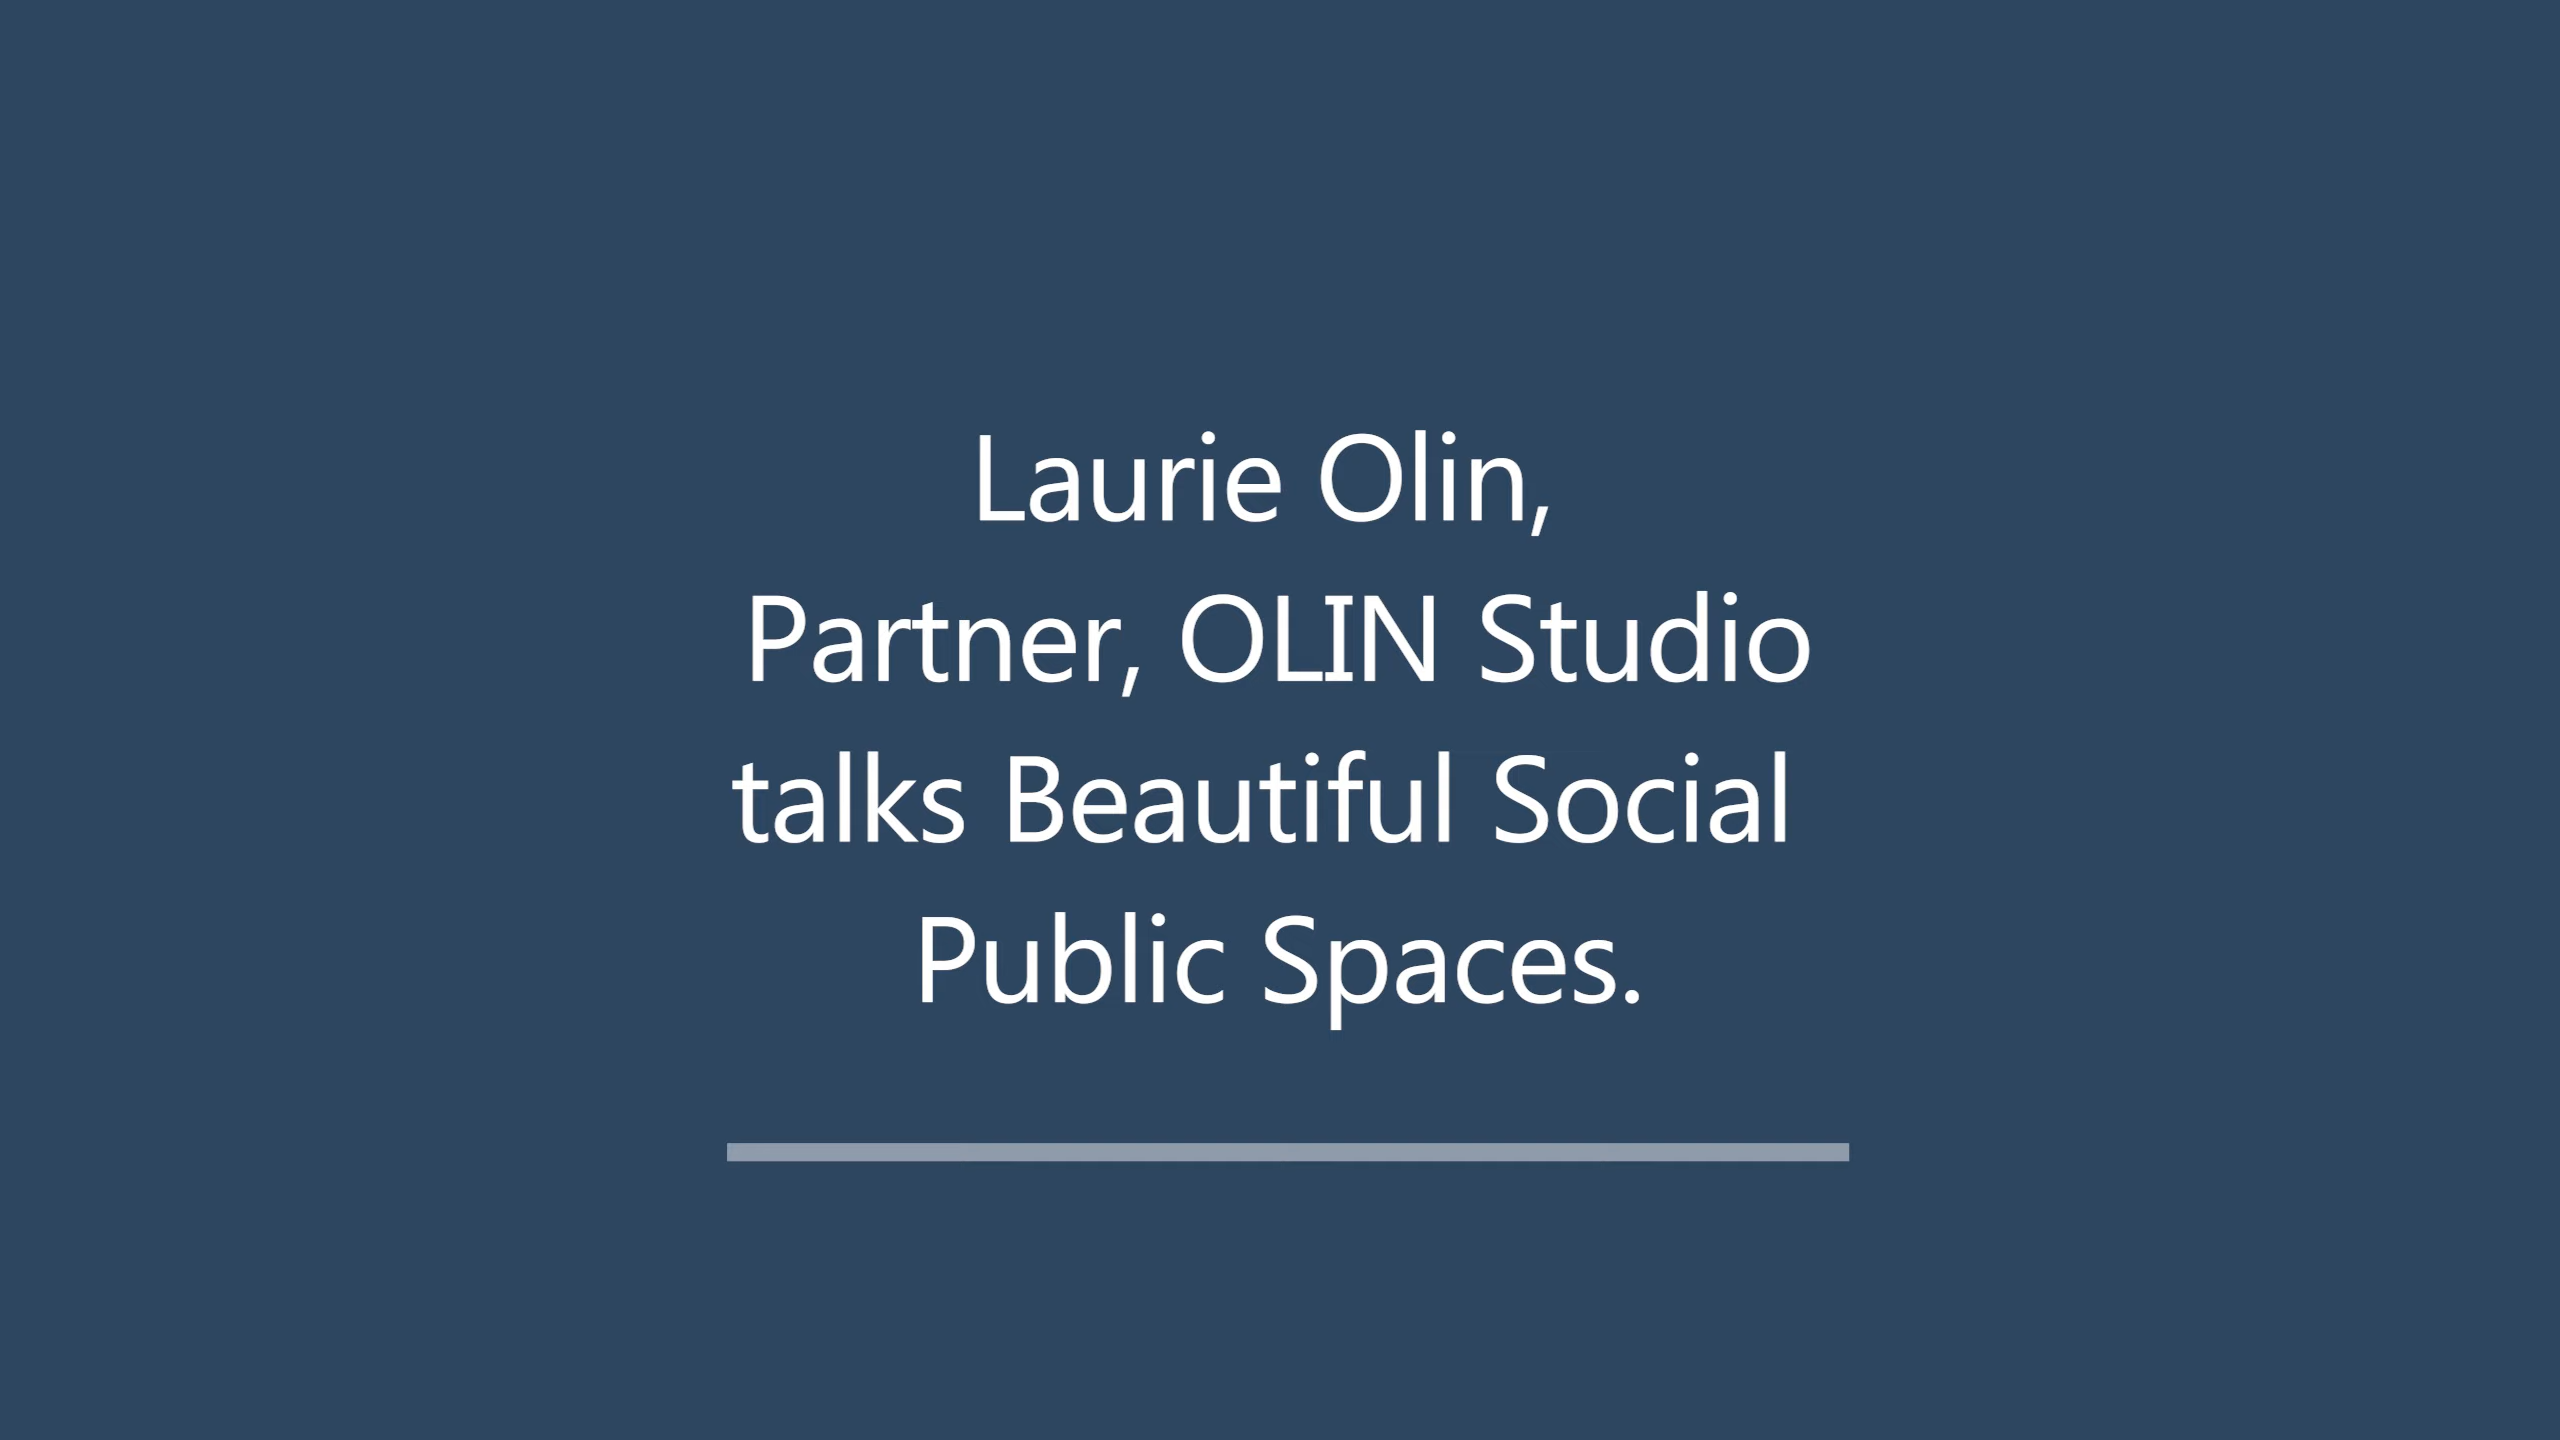 Laurie Olin,
Partner, OLIN Studio
talks Beautiful Social
Public Spaces.